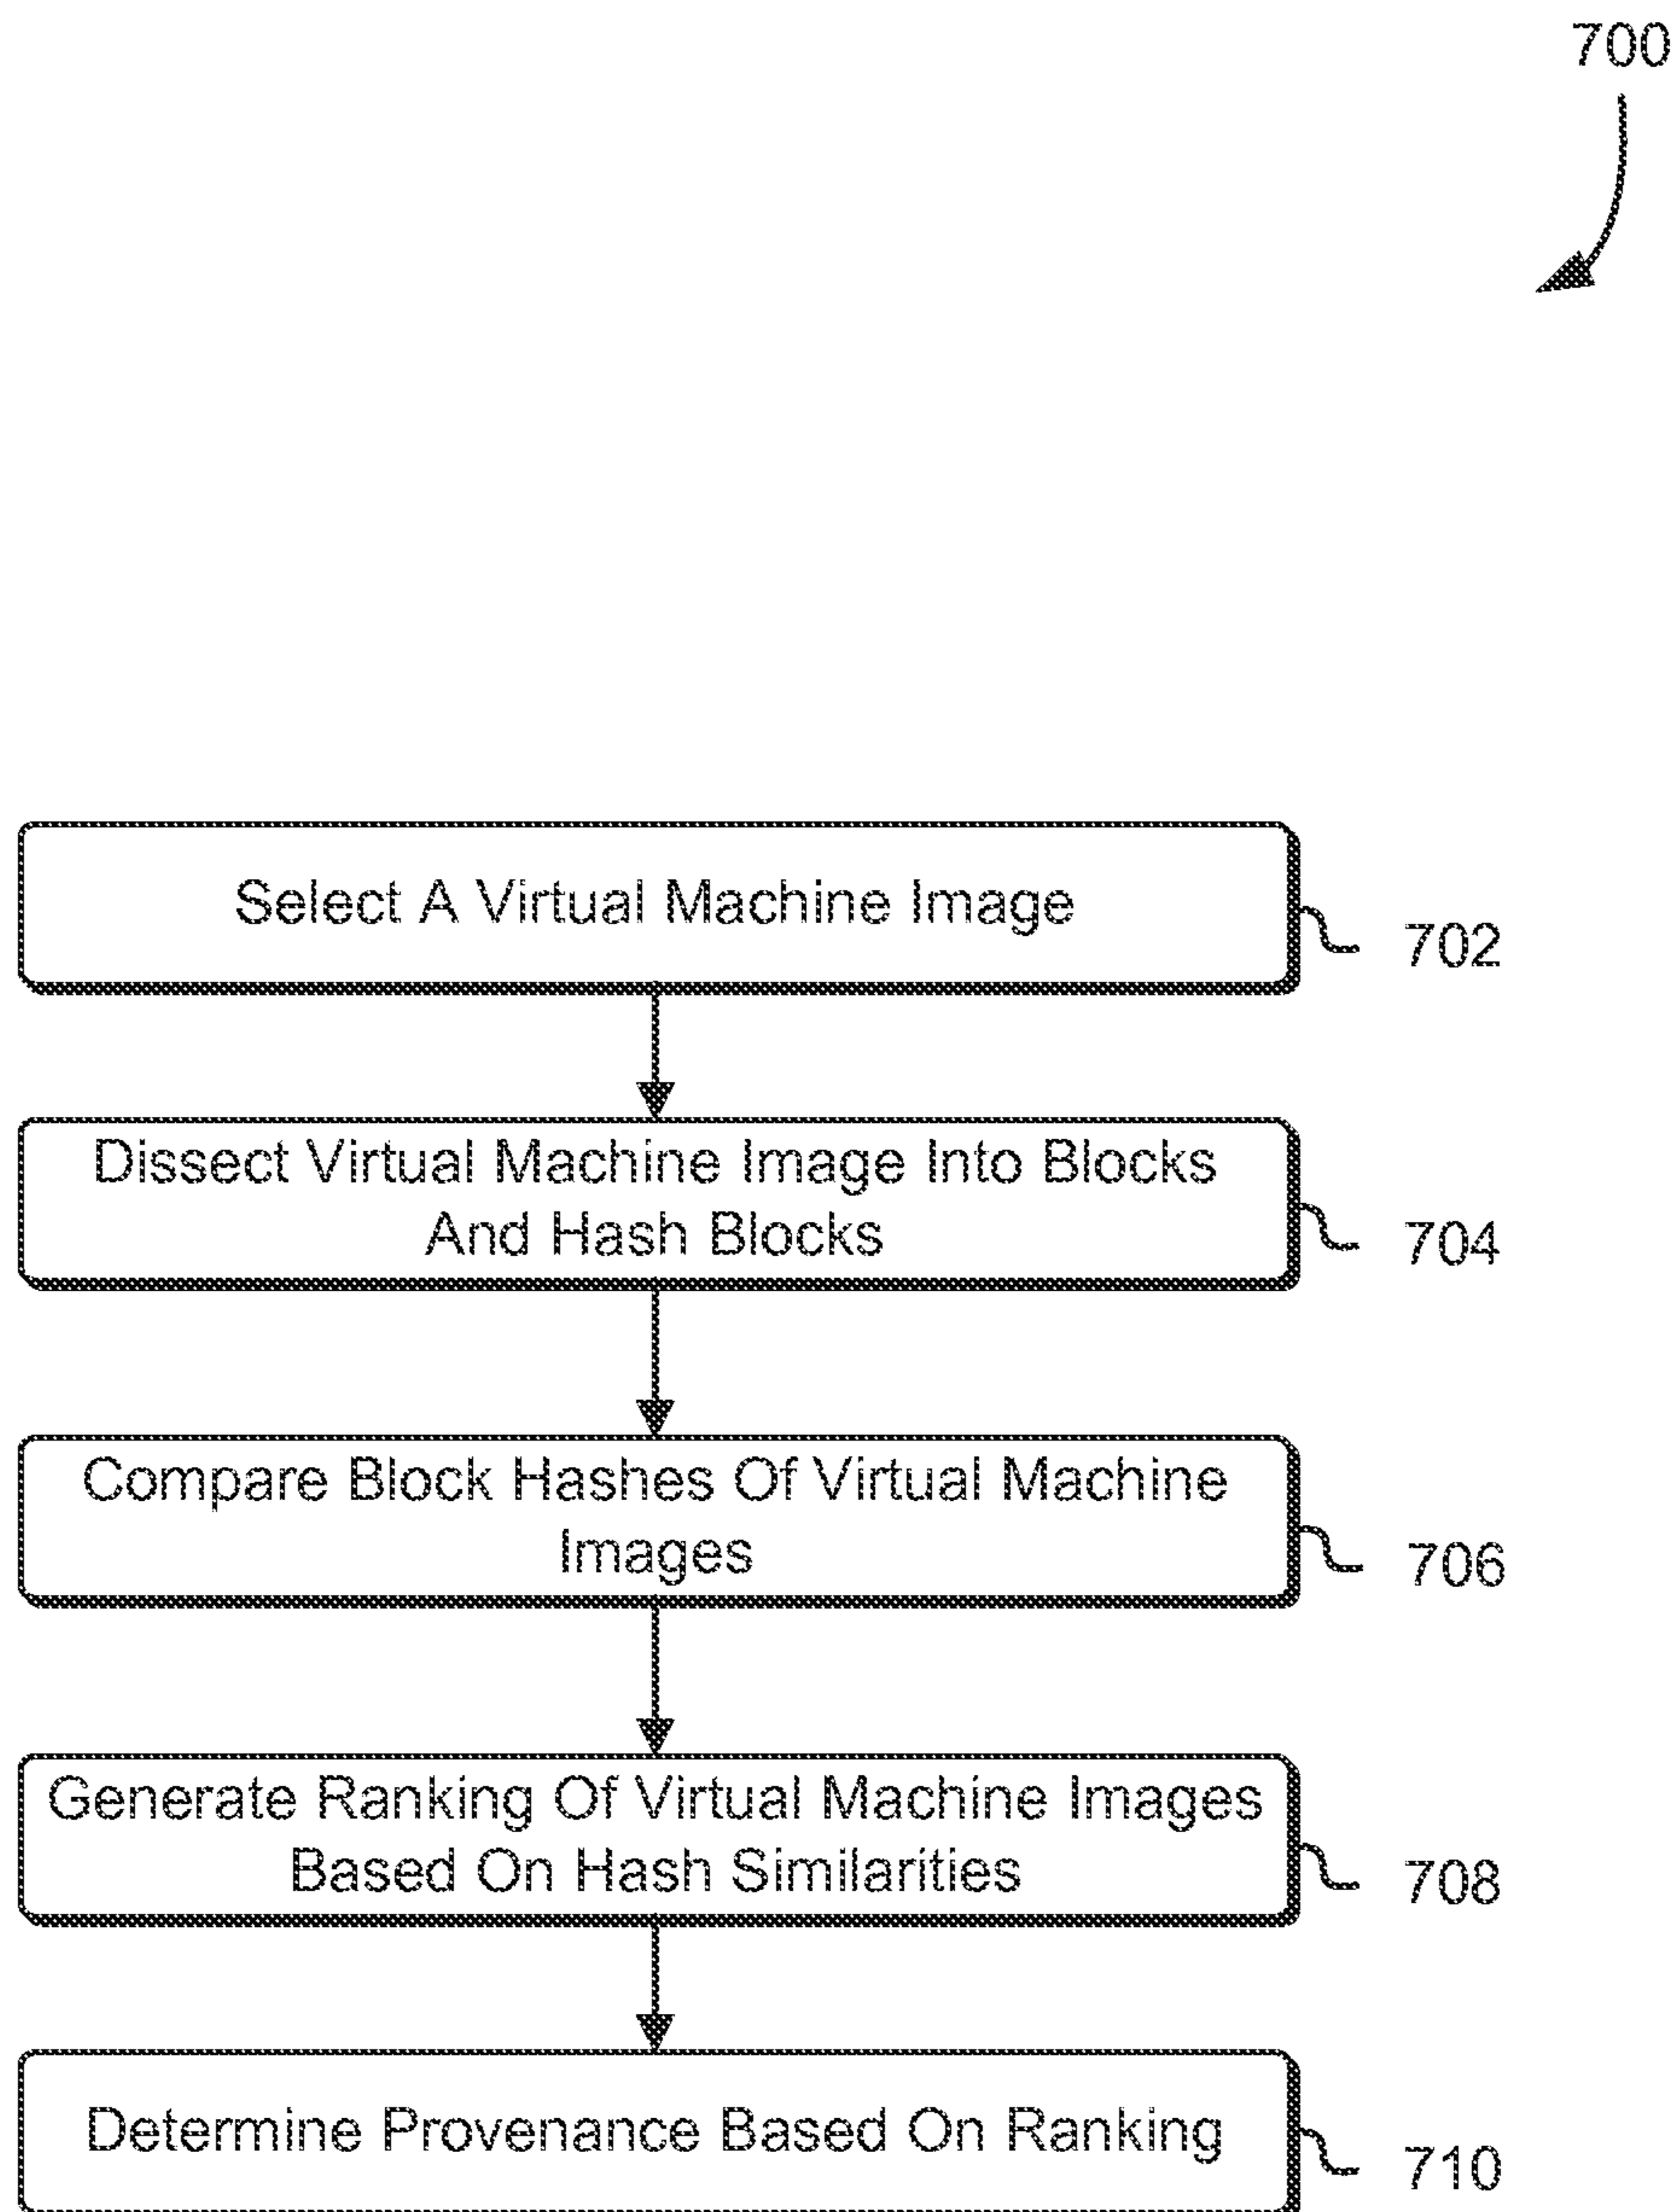 700
Select A Virtual Machine Image
702
Dissect Virtual Machine Image Into Blocks
And Hash Blocks
704
Compare Block Hashes Of Virtual Machine
Images
706
Generate Ranking Of Virtual Machine Images
Based On Hash Similarities
708
Determine Provenance Based On Ranking
710